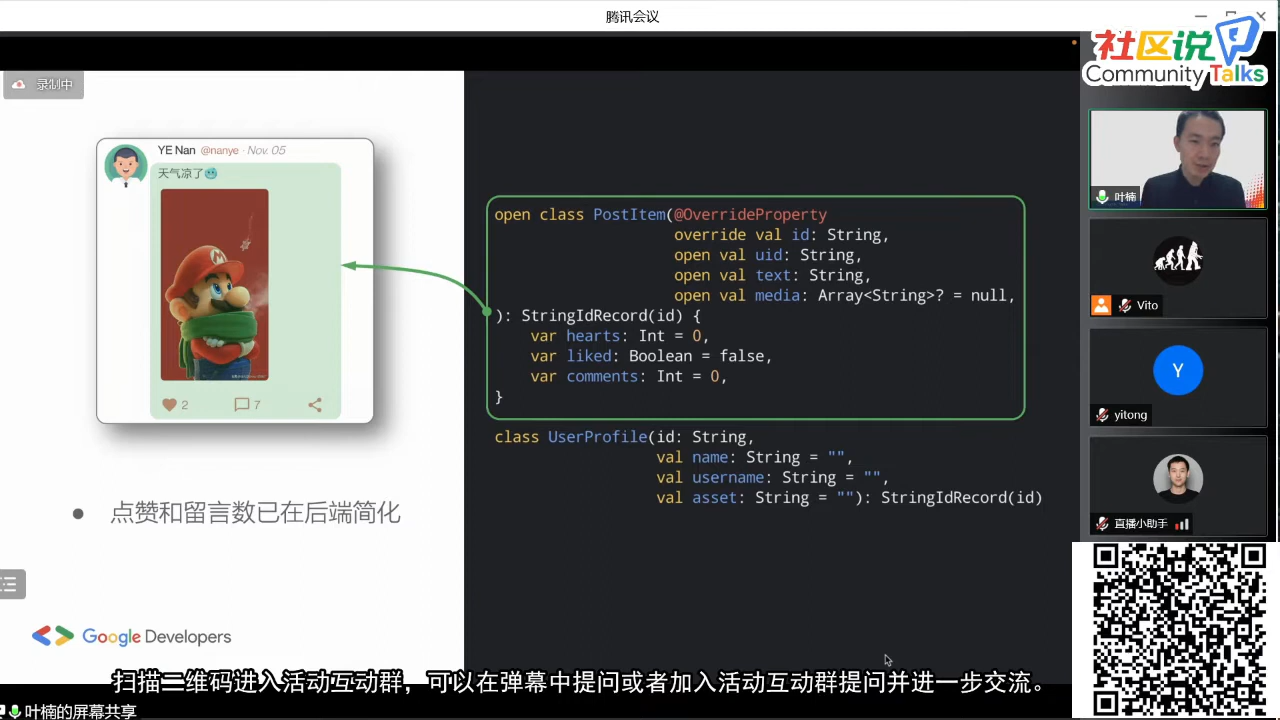 腾讯会议
录制中
社区说
Community Talks
YE Nan @nanye · Nov. 05
天气凉了
2
7
open class PostItem(@OverrideProperty
override val id: String,
open val uid: String,
open val text: String,
open val media: Array<String>? = null,
): StringIdRecord(id) {
var hearts: Int = 0,
var liked: Boolean = false,
var comments: Int = 0,
}
class UserProfile(id: String,
val name: String = "",
val username: String = "",
val asset: String = ""): StringIdRecord(id)
点赞和留言数已在后端简化
Google Developers
叶楠
Vito
Y
yitong
直播小助手
扫描二维码进入活动互动群，可以在弹幕中提问或者加入活动互动群提问并进一步交流。
叶楠的屏幕共享